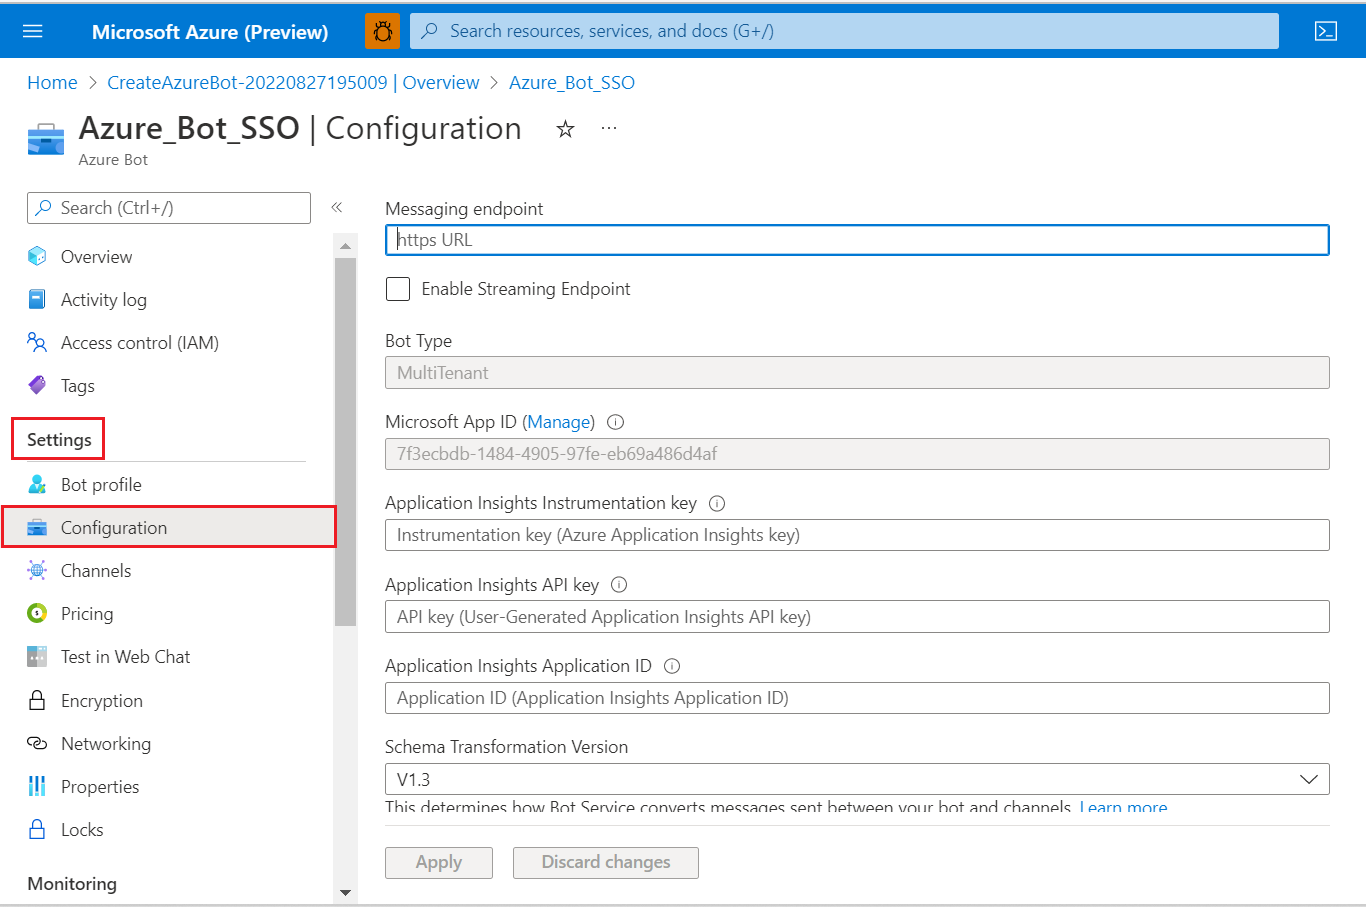 Microsoft Azure (Preview)
Search resources, services, and docs (G+/)
Home > CreateAzureBot-20220827195009 | Overview > Azure_Bot_SSO
Azure_Bot_SSO | Configuration
Azure Bot
Search (Ctrl+/)
Overview
Activity log
Access control (IAM)
Tags
Settings
Bot profile
Configuration
Channels
Pricing
Test in Web Chat
Encryption
Networking
Properties
Locks
Monitoring
Messaging endpoint
https URL
Enable Streaming Endpoint
Bot Type
MultiTenant
Microsoft App ID (Manage)
7f3ecbdb-1484-4905-97fe-eb69a486d4af
Application Insights Instrumentation key
Instrumentation key (Azure Application Insights key)
Application Insights API key
API key (User-Generated Application Insights API key)
Application Insights Application ID
Application ID (Application Insights Application ID)
Schema Transformation Version
V1.3
This determines how Bot Service converts messages sent between your bot and channels. Learn more
Apply
Discard changes